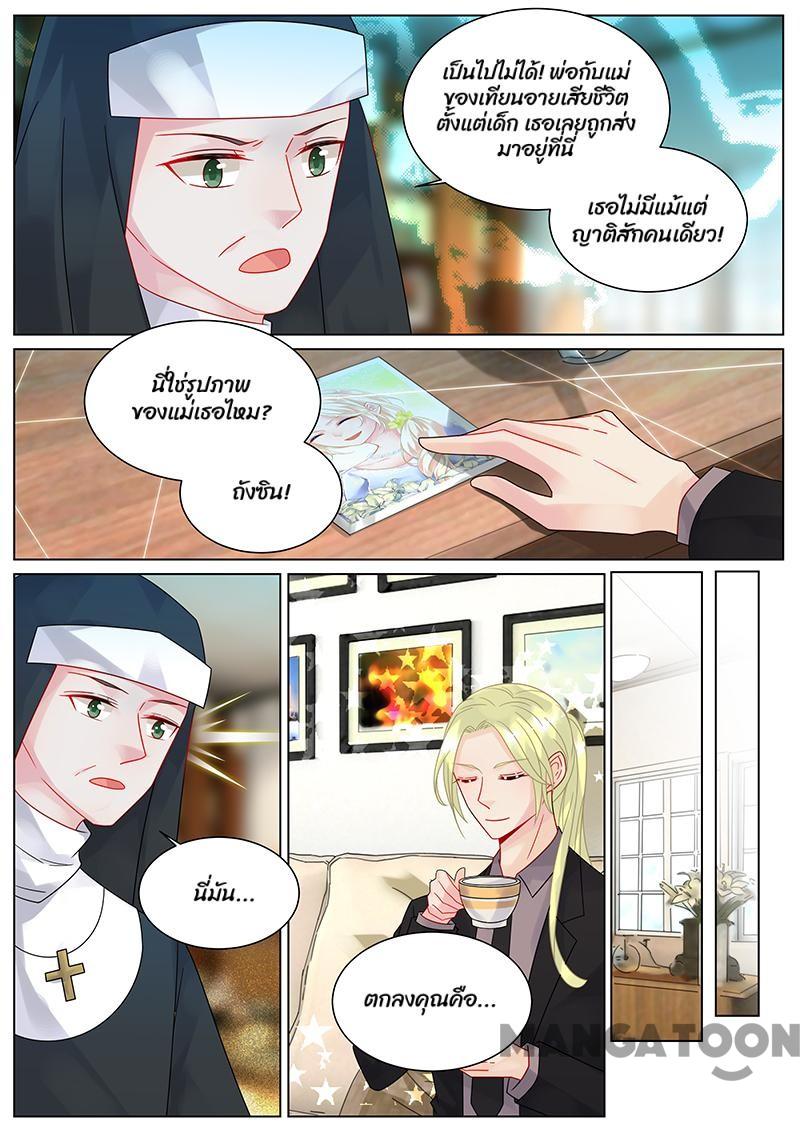 เป็นไปไม่ได้! พ่อกับแม่
ของเทียนอายเสียชีวิต
ตั้งแต่เด็ก เธอเลยถูกส่ง
มาอยู่ที่นี่
เธอไม่มีแม้แต่
ญาติสักคนเดียว!
นี่ใช่รูปภาพ
ของแม่เธอไหม?
ถังซิน!
นี่มัน...
ตกลงคุณคือ...
MANGATOON